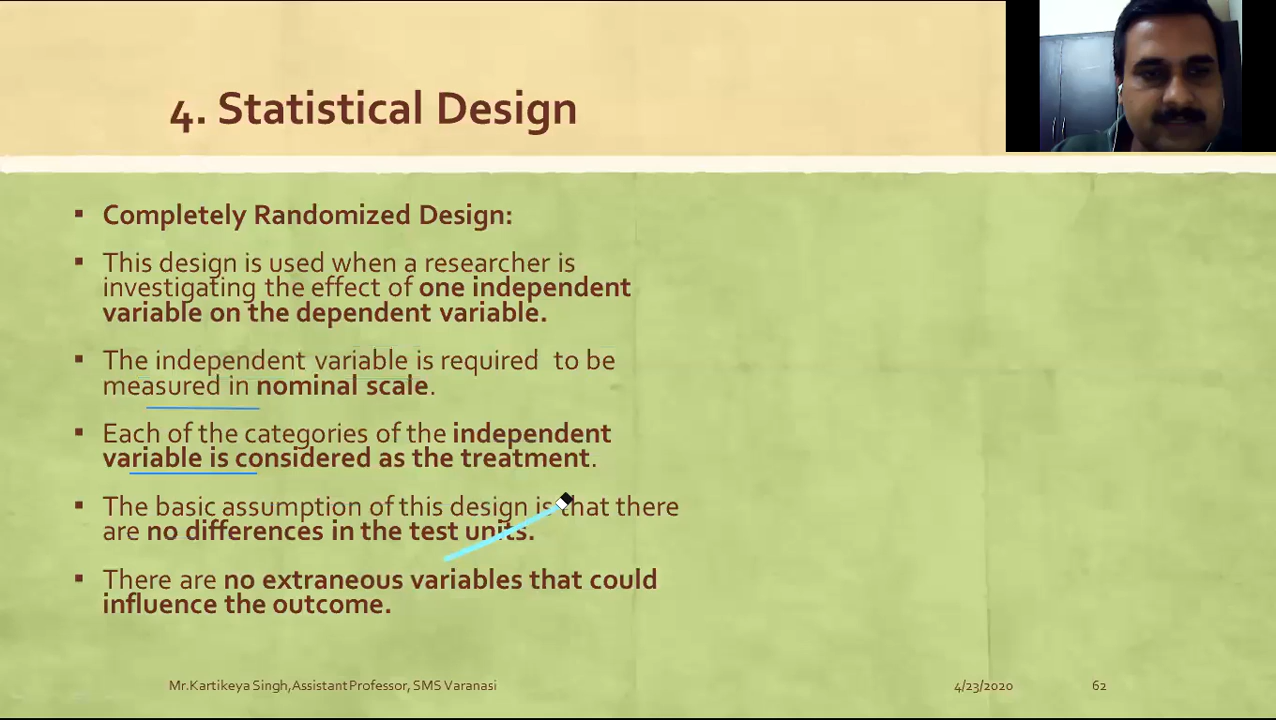 4. Statistical Design
▪ Completely Randomized Design:
▪ This design is used when a researcher is
investigating the effect of one independent
variable on the dependent variable.
▪ The independent variable is required to be
measured in nominal scale.
▪ Each of the categories of the independent
variable is considered as the treatment.
▪ The basic assumption of this design is that there
are no differences in the test units.
▪ There are no extraneous variables that could
influence the outcome.
Mr.Kartikeya Singh,Assistant Professor, SMS Varanasi
4/23/2020
62